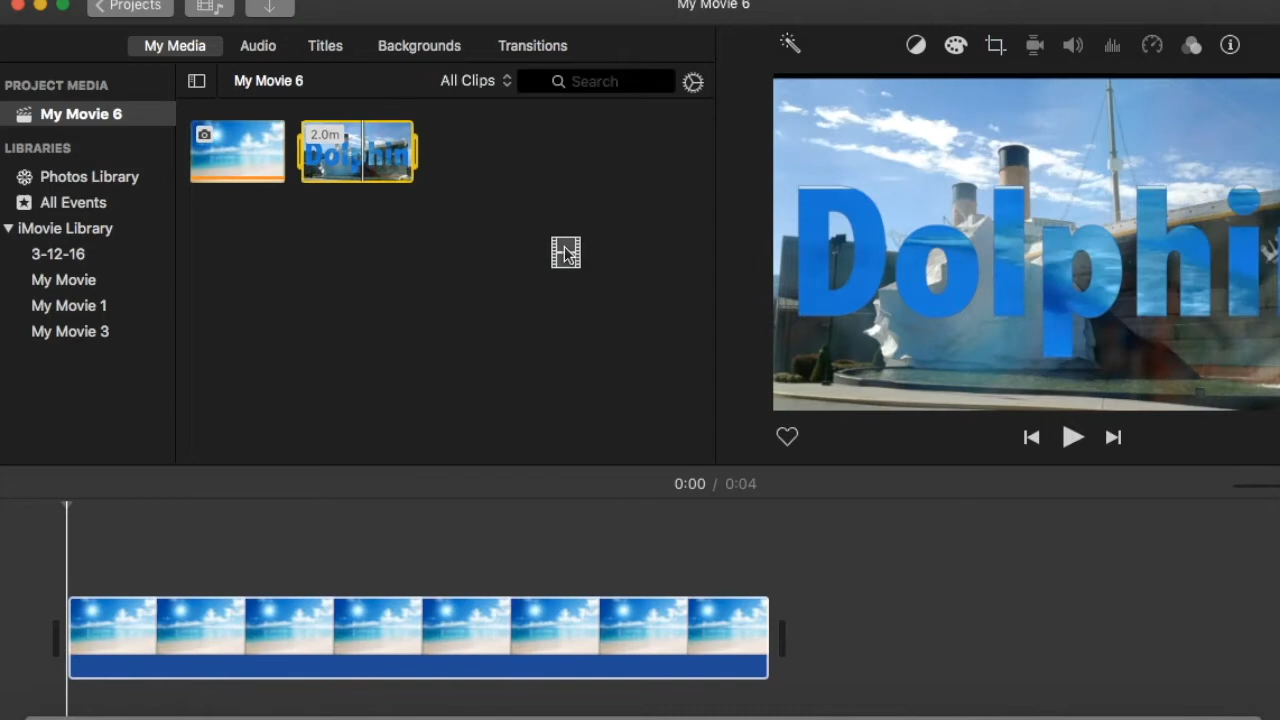 Projects
My Movie 6
My Media
Audio
Titles
Backgrounds
Transitions
PROJECT MEDIA
My Movie 6
All Clips
Search
My Movie 6
LIBRARIES
Photos Library
All Events
iMovie Library
3-12-16
My Movie
My Movie 1
My Movie 3
2.0m
Dolphin
Dolphi
0:00 / 0:04